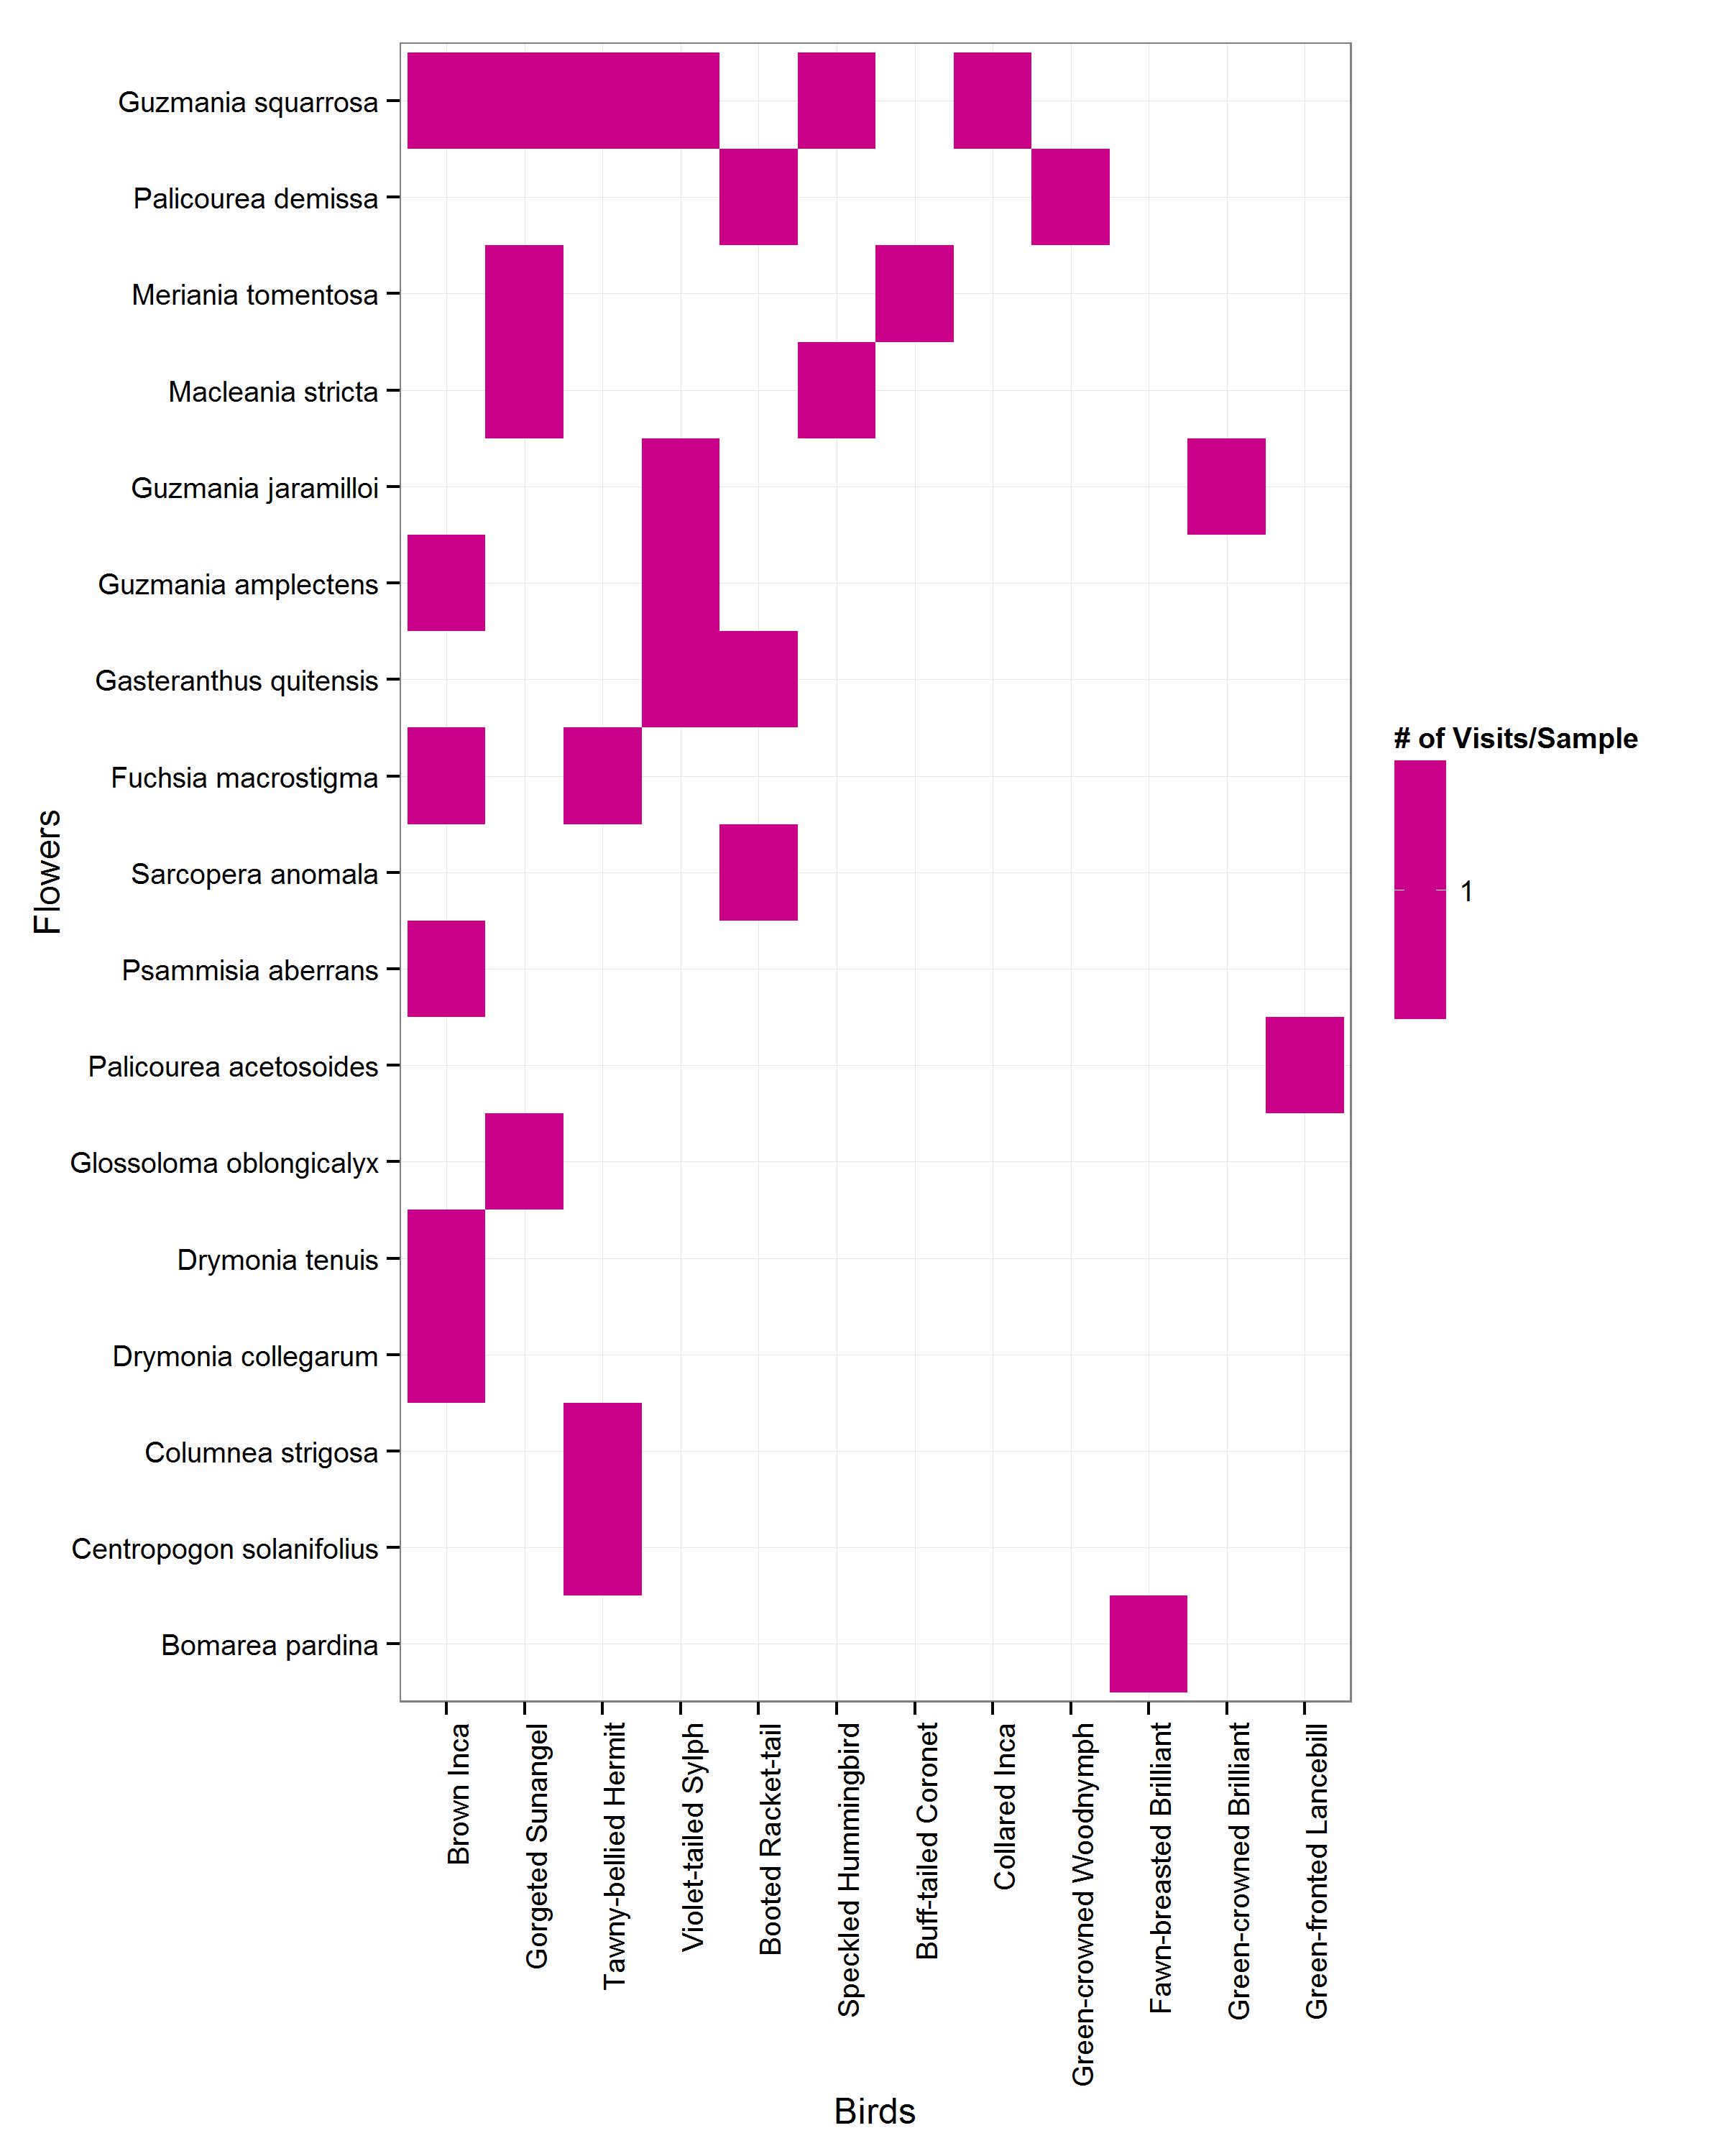 Guzmania squarrosa
Palicourea demissa
Meriania tomentosa
Macleania stricta
Guzmania jaramilloi
Guzmania amplectens
Gasteranthus quitensis
Fuchsia macrostigma
Sarcopera anomala
Psammisia aberrans
Palicourea acetosoides
Glossoloma oblongicalyx
Drymonia tenuis
Drymonia collegarum
Columnea strigosa
Centropogon solanifolius
Bomarea pardina
Flowers
Brown Inca
Gorgeted Sunangel
Tawny-bellied Hermit
Violet-tailed Sylph
Booted Racket-tail
Speckled Hummingbird
Buff-tailed Coronet
Collared Inca
Green-crowned Woodnymph
Fawn-breasted Brilliant
Green-crowned Brilliant
Green-fronted Lancebill
Birds
# of Visits/Sample
1